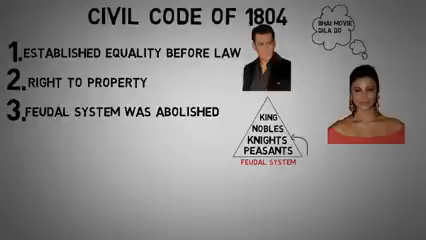 CIVIL CODE OF 1804
1. ESTABLISHED EQUALITY BEFORE LAW
2. RIGHT TO PROPERTY
3. FEUDAL SYSTEM WAS ABOLISHED
BHAI MOVIE
DILA DO
KING
NOBLES
KNIGHTS
PEASANTS
FEUDAL SYSTEM